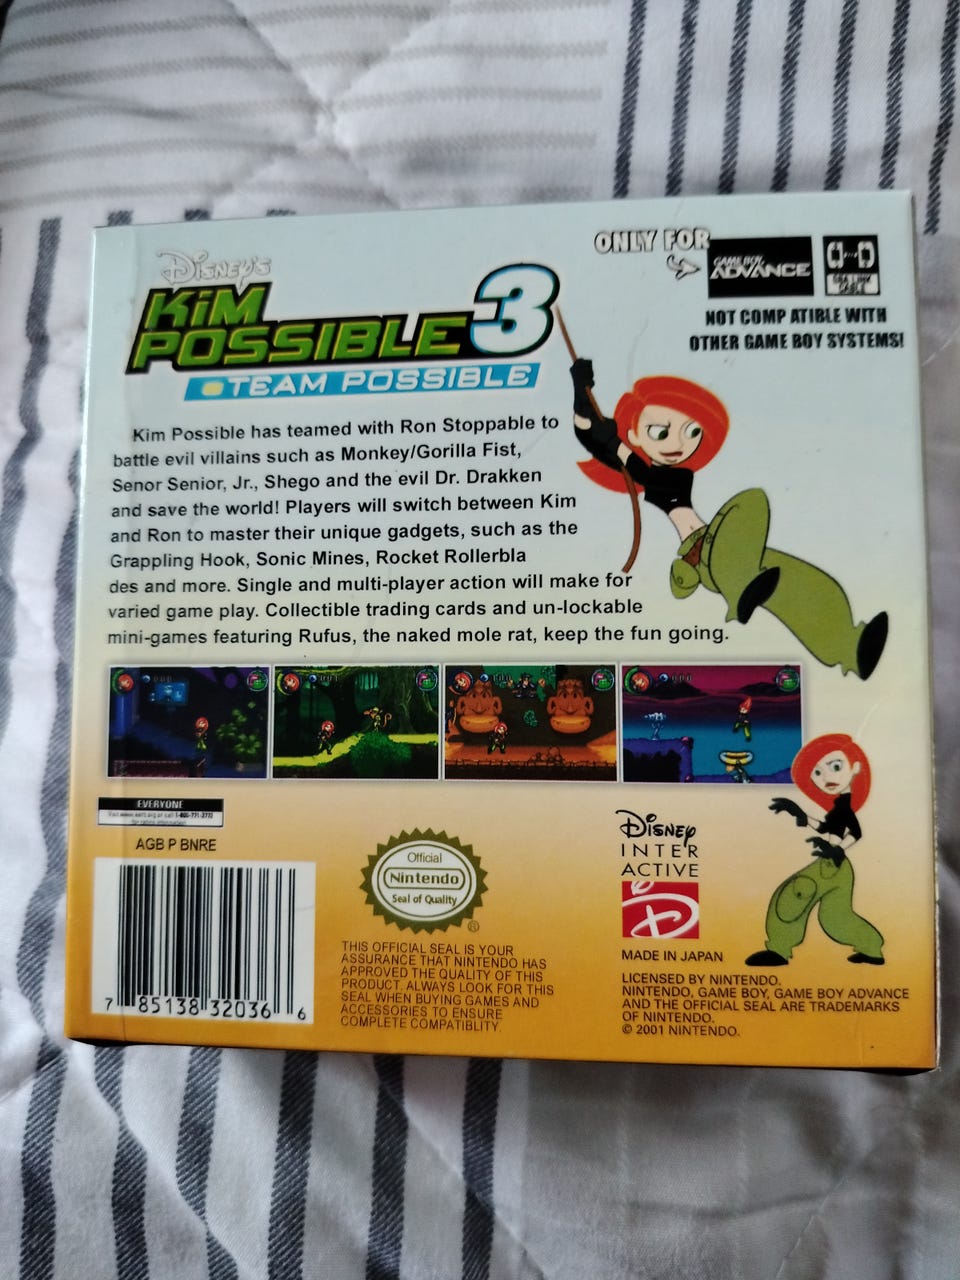 ONLY FOR
GAME BOY
ADVANCE
GBA LINK
CABLE
NOT COMP ATIBLE WITH
OTHER GAME BOY SYSTEMS!
DISNEY'S
KiM
POSSIBLE 3
TEAM POSSIBLE
Kim Possible has teamed with Ron Stoppable to
battle evil villains such as Monkey/Gorilla Fist,
Senor Senior, Jr., Shego and the evil Dr. Drakken
and save the world! Players will switch between Kim
and Ron to master their unique gadgets, such as the
Grappling Hook, Sonic Mines, Rocket Rollerbla
des and more. Single and multi-player action will make for
varied game play. Collectible trading cards and un-lockable
mini-games featuring Rufus, the naked mole rat, keep the fun going.
EVERYONE
AGB P BNRE
7 85138 32036 6
Official
Nintendo
Seal of Quality
®
THIS OFFICIAL SEAL IS YOUR
ASSURANCE THAT NINTENDO HAS
APPROVED THE QUALITY OF THIS
PRODUCT. ALWAYS LOOK FOR THIS
SEAL WHEN BUYING GAMES AND
ACCESSORIES TO ENSURE
COMPLETE COMPATIBLITY.
DISNEY
INTER
ACTIVE
MADE IN JAPAN
LICENSED BY NINTENDO.
NINTENDO, GAME BOY, GAME BOY ADVANCE
AND THE OFFICIAL SEAL ARE TRADEMARKS
OF NINTENDO.
© 2001 NINTENDO.